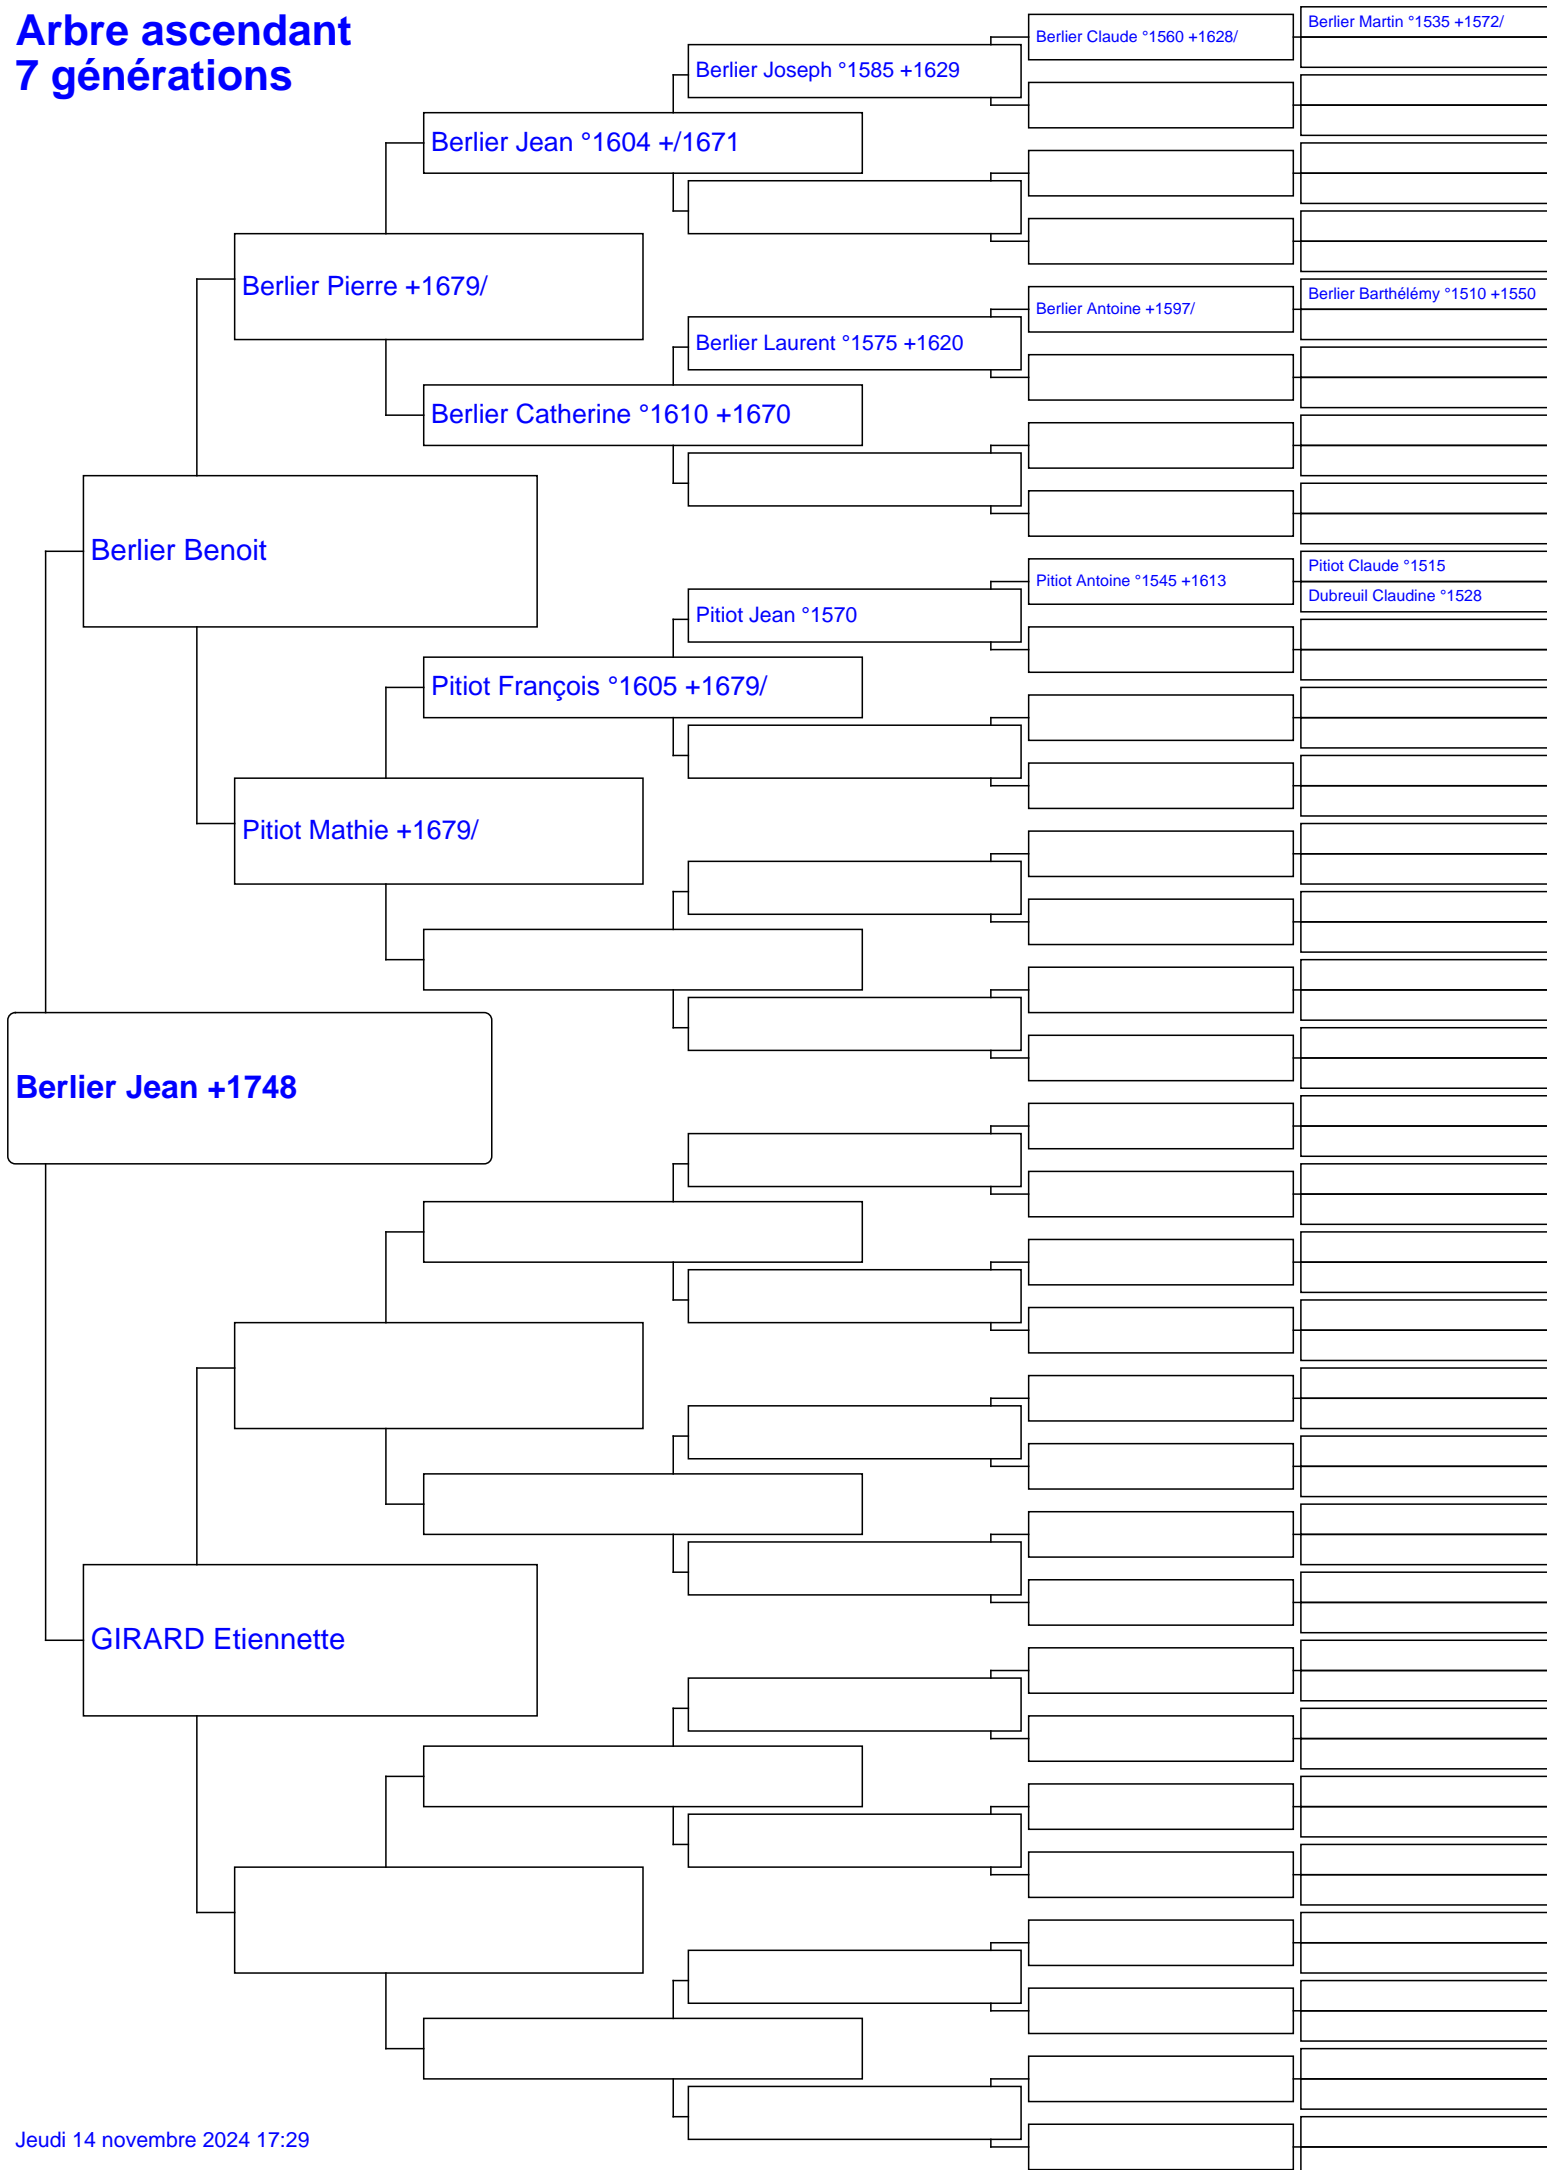 Arbre ascendant
7 générations
Berlier Martin °1535 +1572/
Berlier Claude °1560 +1628/
Berlier Joseph °1585 +1629
Berlier Jean °1604 +/1671
Berlier Pierre +1679/
Berlier Barthélémy °1510 +1550
Berlier Antoine +1597/
Berlier Laurent °1575 +1620
Berlier Catherine °1610 +1670
Berlier Benoit
Pitiot Claude °1515
Pitiot Antoine °1545 +1613
Dubreuil Claudine °1528
Pitiot Jean °1570
Pitiot François °1605 +1679/
Pitiot Mathie +1679/
Berlier Jean +1748
GIRARD Etiennette
Jeudi 14 novembre 2024 17:29